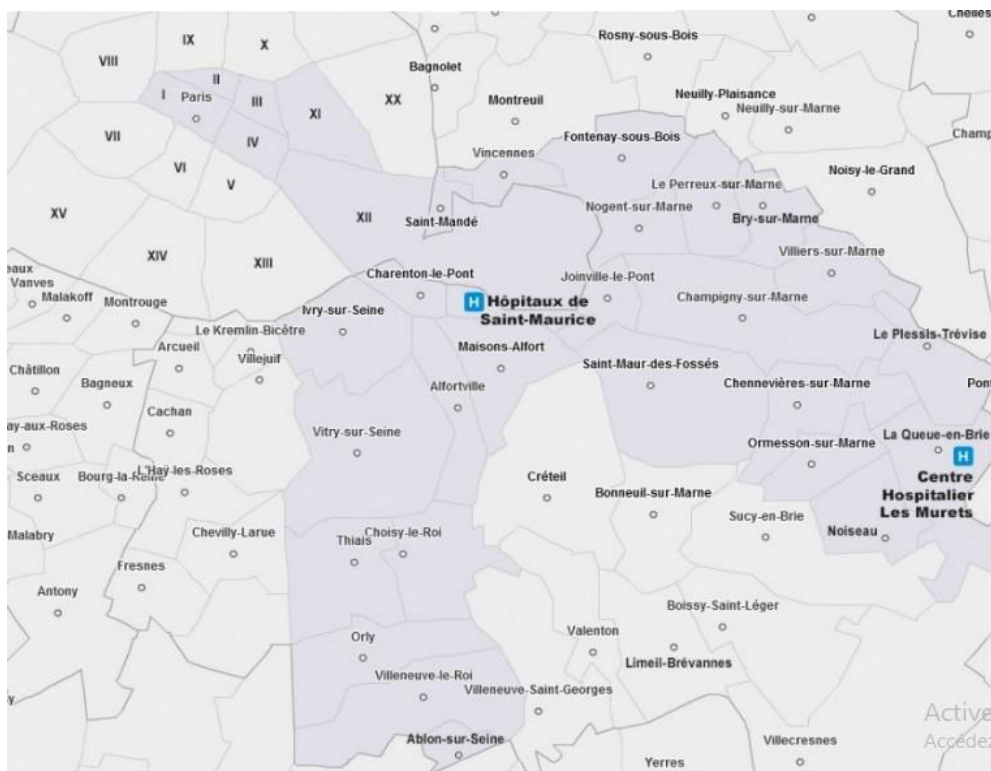 Chelles
IX
X
Rosny-sous-Bois
VIII
Bagnolet
II
XX
Neuilly-Plaisance
I
Paris
III
XI
Montreuil
Neuilly-sur-Marne
VII
IV
Fontenay-sous-Bois
Champ
Vincennes
VI
V
Le Perreux-sur-Marne
Noisy-le-Grand
XV
XII
Saint-Mandé
Nogent-sur-Marne
Bry-sur-Marne
XIV
XIII
Villiers-sur-Marne
eaux
Vanves
Charenton-le-Pont
Joinville-le-Pont
Malakoff
Montrouge
Ivry-sur-Seine
H Hôpitaux de
Saint-Maurice
Champigny-sur-Marne
Le Kremlin-Bicêtre
Le Plessis-Trévise
Arcueil
Villejuif
Maisons-Alfort
Châtillon
Bagneux
Alfortville
Saint-Maur-des-Fossés
Chennevières-sur-Marne
Pont
Cachan
ay-aux-Roses
Vitry-sur-Seine
Ormesson-sur-Marne
La Queue-en-Brie
n
H
Sceaux
Bourg-la-Reine
L'Haÿ-les-Roses
Créteil
Bonneuil-sur-Marne
Centre
Hospitalier
Les Murets
Sucy-en-Brie
Malabry
Chevilly-Larue
Thiais
Choisy-le-Roi
Noiseau
Fresnes
Antony
Boissy-Saint-Léger
Orly
Valenton
Limeil-Brévannes
Villeneuve-le-Roi
Villeneuve-Saint-Georges
y
Ablon-sur-Seine
Villecresnes
Yerres
Active
Accédez